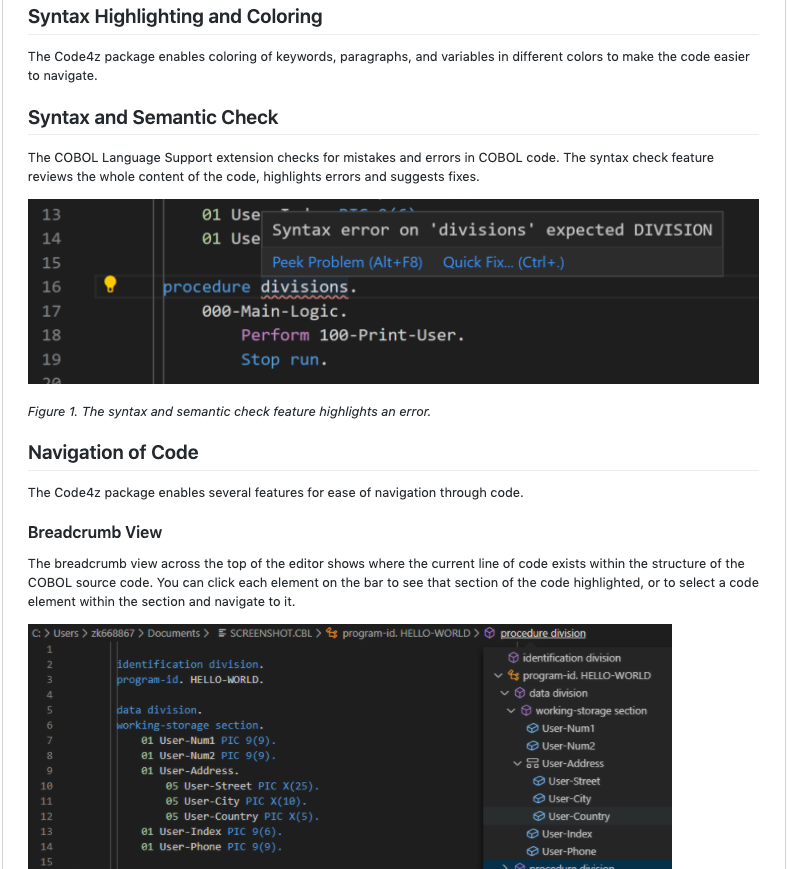 Syntax Highlighting and Coloring
The Code4z package enables coloring of keywords, paragraphs, and variables in different colors to make the code easier
to navigate.
Syntax and Semantic Check
The COBOL Language Support extension checks for mistakes and errors in COBOL code. The syntax check feature
reviews the whole content of the code, highlights errors and suggests fixes.
13 01 Use
Syntax error on 'divisions' expected DIVISION
14 01 Use
15 Peek Problem (Alt+F8) Quick Fix... (Ctrl+.)
16 procedure divisions.
17 000-Main-Logic.
18 Perform 100-Print-User.
19 Stop run.
20
Figure 1. The syntax and semantic check feature highlights an error.
Navigation of Code
The Code4z package enables several features for ease of navigation through code.
Breadcrumb View
The breadcrumb view across the top of the editor shows where the current line of code exists within the structure of the
COBOL source code. You can click each element on the bar to see that section of the code highlighted, or to select a code
element within the section and navigate to it.
C: > Users > zk668867 > Documents > SCREENSHOT.CBL > program-id. HELLO-WORLD > procedure division
1
2 identification division.
3 program-id. HELLO-WORLD.
4
5 data division.
6 working-storage section.
7 01 User-Num1 PIC 9(9).
8 01 User-Num2 PIC 9(9).
9 01 User-Address.
10 05 User-Street PIC X(25).
11 05 User-City PIC X(10).
12 05 User-Country PIC X(5).
13 01 User-Index PIC 9(6).
14 01 User-Phone PIC 9(9).
15
identification division
program-id. HELLO-WORLD
data division
working-storage section
User-Num1
User-Num2
User-Address
User-Street
User-City
User-Country
User-Index
User-Phone
procedure division